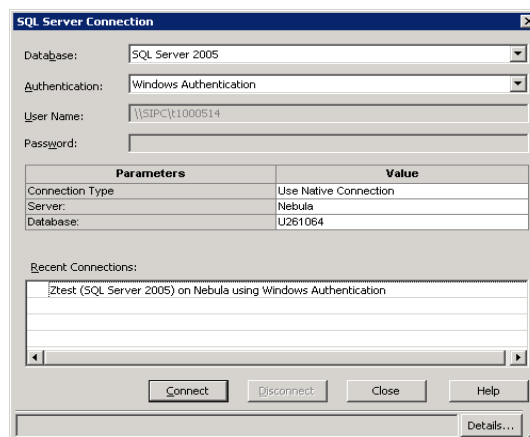 SQL Server Connection
Database: SQL Server 2005
Authentication: Windows Authentication
User Name: \\SIPC\t1000514
Password:
Parameters Value
Connection Type Use Native Connection
Server: Nebula
Database: U261064
Recent Connections:
Ztest (SQL Server 2005) on Nebula using Windows Authentication
Connect Disconnect Close Help
Details...